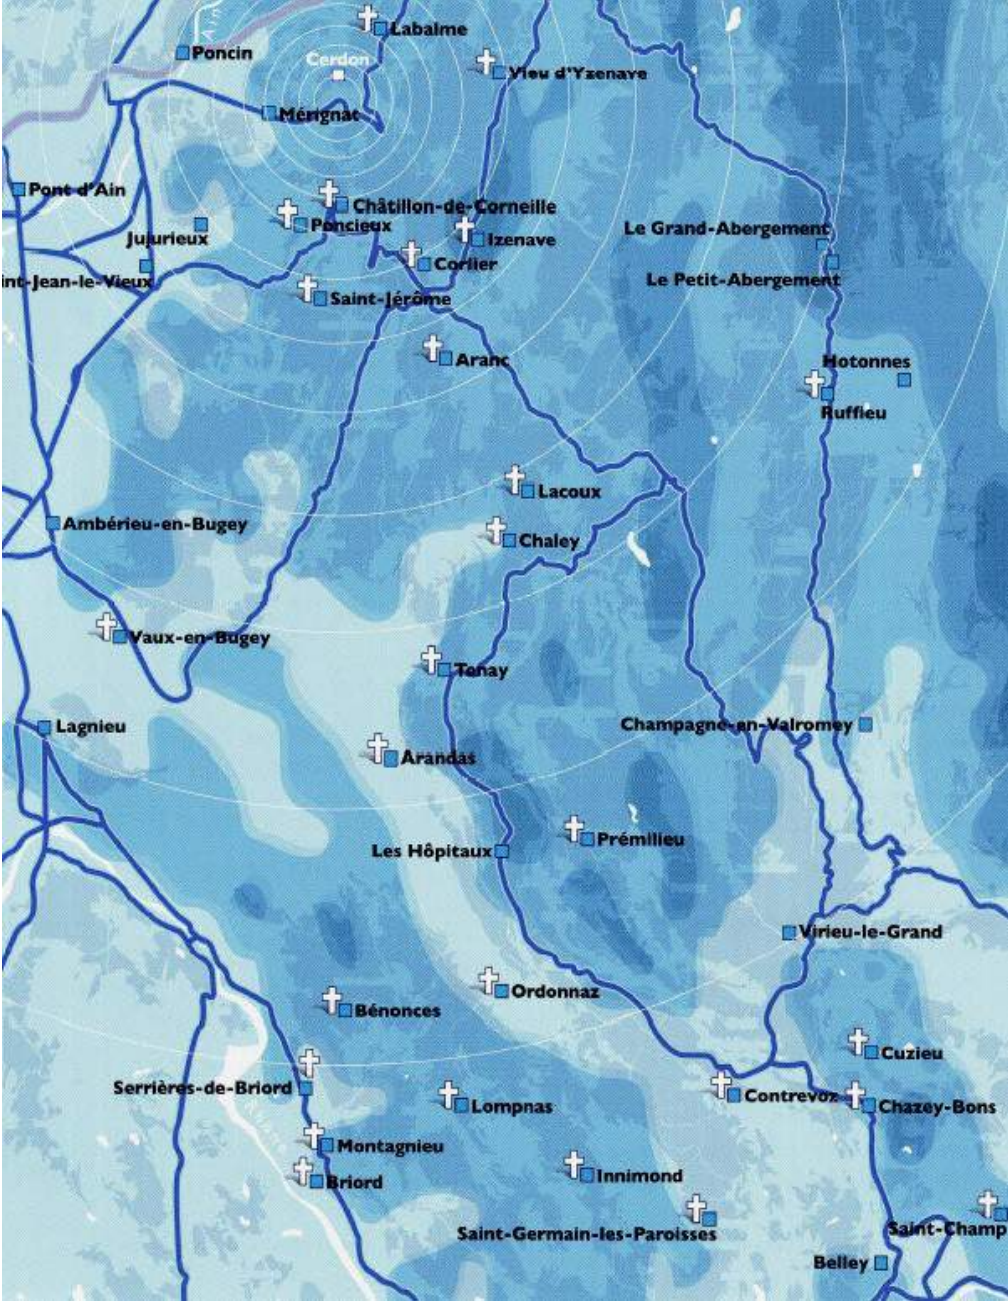 Labalme
Poncin
Cerdon
Vieu d'Yzenave
Mérignat
Pont d'Ain
Châtillon-de-Corneille
Poncieux
Jujurieux
Izenave
Le Grand-Abergement
Corlier
int-Jean-le-Vieux
Le Petit-Abergement
Saint-Jérôme
Aranc
Hotonnes
Ruffieu
Lacoux
Ambérieu-en-Bugey
Chaley
Vaux-en-Bugey
Tenay
Lagnieu
Champagne-en-Valromey
Arandas
Prémilieu
Les Hôpitaux
Virieu-le-Grand
Ordonnaz
Bénonces
Cuzieu
Serrières-de-Briord
Contrevoz
Lompnas
Chazey-Bons
Montagnieu
Innimond
Briord
Saint-Champ
Saint-Germain-les-Paroisses
Belley